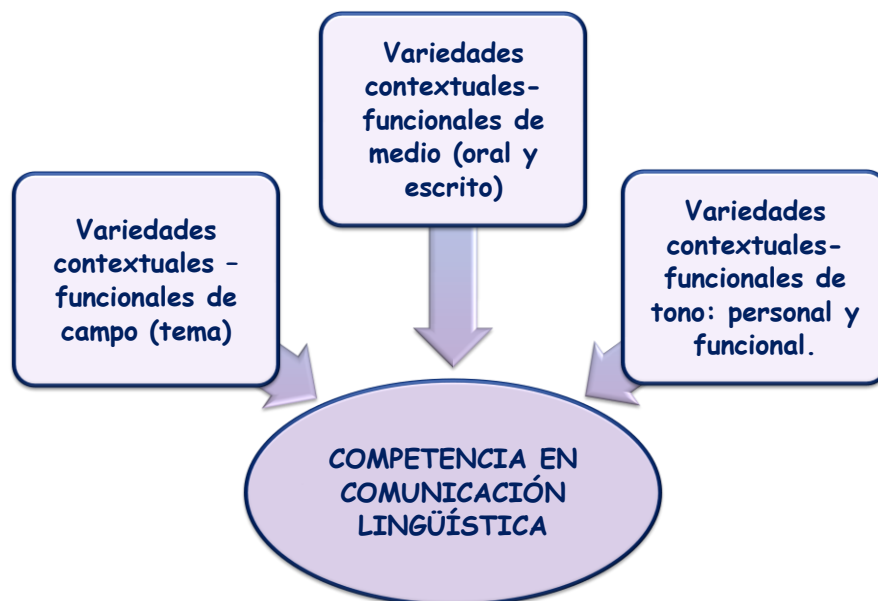 Variedades
contextuales-
funcionales de
medio (oral y
escrito)
Variedades
contextuales –
funcionales de
campo (tema)
Variedades
contextuales-
funcionales de
tono: personal y
funcional.
COMPETENCIA EN
COMUNICACIÓN
LINGÜÍSTICA